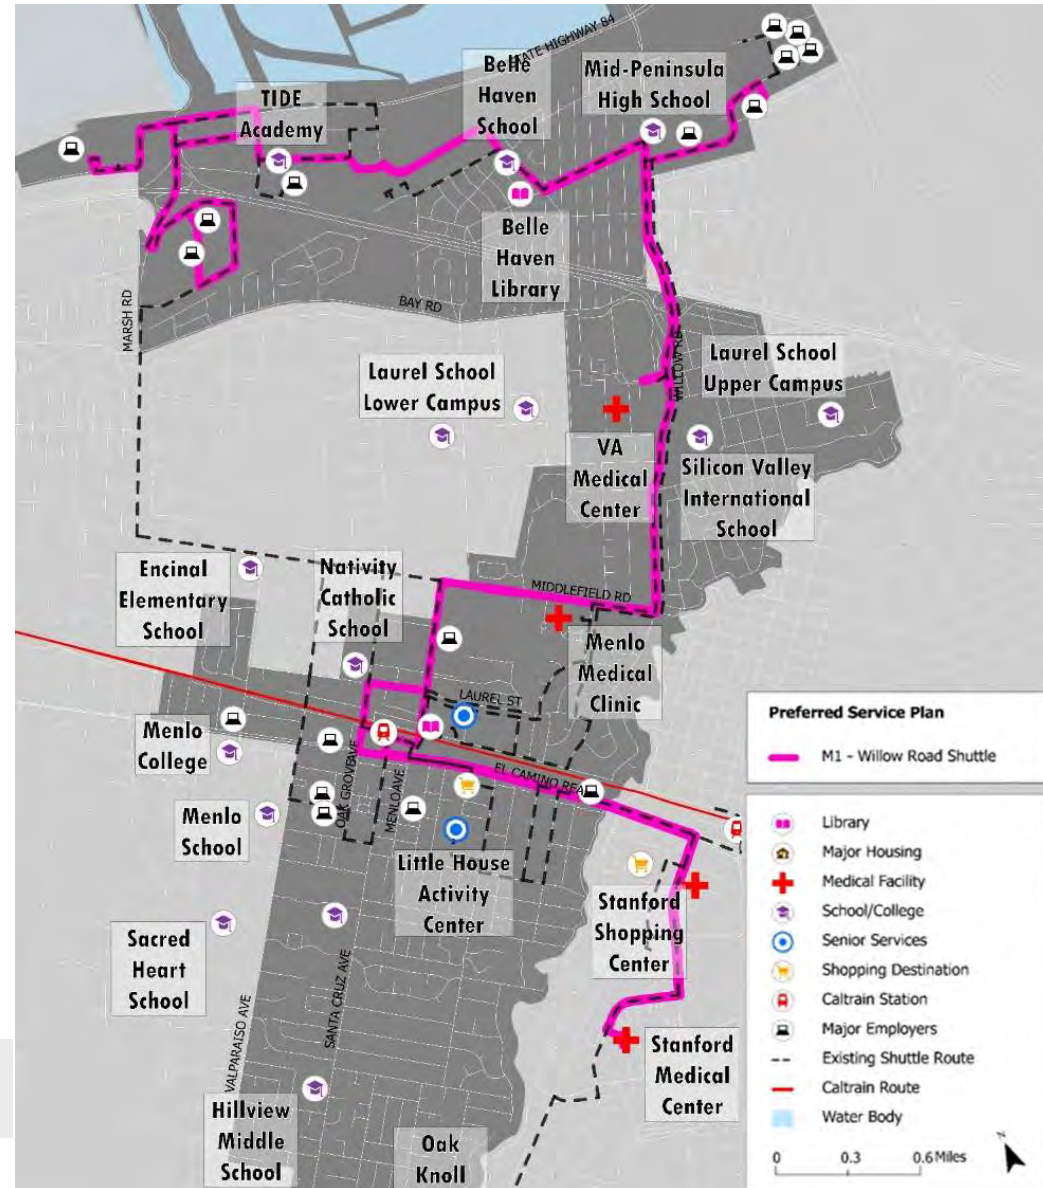 STATE HIGHWAY 84
Belle
Haven
School
Mid-Peninsula
High School
TIDE
Academy
Belle
Haven
Library
MARSH RD
BAY RD
WILLOW RD
Laurel School
Lower Campus
Laurel School
Upper Campus
VA
Medical
Center
Silicon Valley
International
School
Encinal
Elementary
School
Nativity
Catholic
School
MIDDLEFIELD RD
Menlo
Medical
Clinic
LAUREL ST
Menlo
College
OAK GROVE AVE
MENLO AVE
EL CAMINO REA
Menlo
School
Little House
Activity
Center
Stanford
Shopping
Center
Sacred
Heart
School
SANTA CRUZ AVE
VALPARAISO AVE
Stanford
Medical
Center
Hillview
Middle
School
Oak
Knoll
Preferred Service Plan
M1 - Willow Road Shuttle
Library
Major Housing
Medical Facility
School/College
Senior Services
Shopping Destination
Caltrain Station
Major Employers
Existing Shuttle Route
Caltrain Route
Water Body
0 0.3 0.6 Miles
z